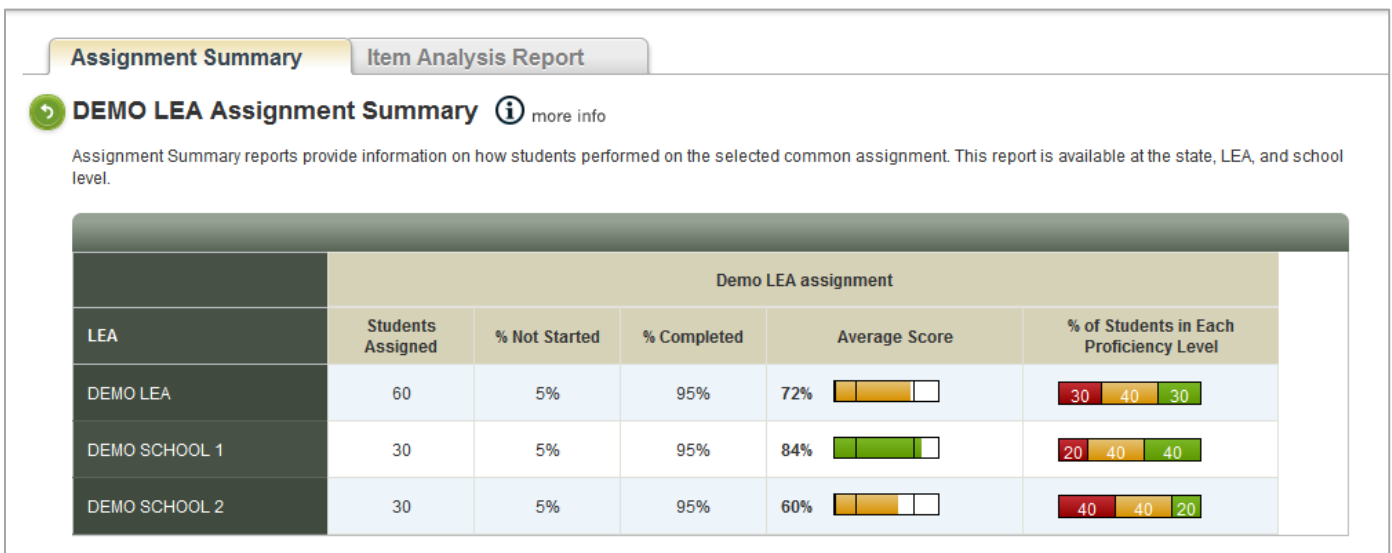 Assignment Summary
Item Analysis Report
DEMO LEA Assignment Summary i more info
Assignment Summary reports provide information on how students performed on the selected common assignment. This report is available at the state, LEA, and school
level.
Demo LEA assignment
LEA
Students
Assigned
% Not Started
% Completed
Average Score
% of Students in Each
Proficiency Level
DEMO LEA 60 5% 95% 72% 30 40 30
DEMO SCHOOL 1 30 5% 95% 84% 20 40 40
DEMO SCHOOL 2 30 5% 95% 60% 40 40 20